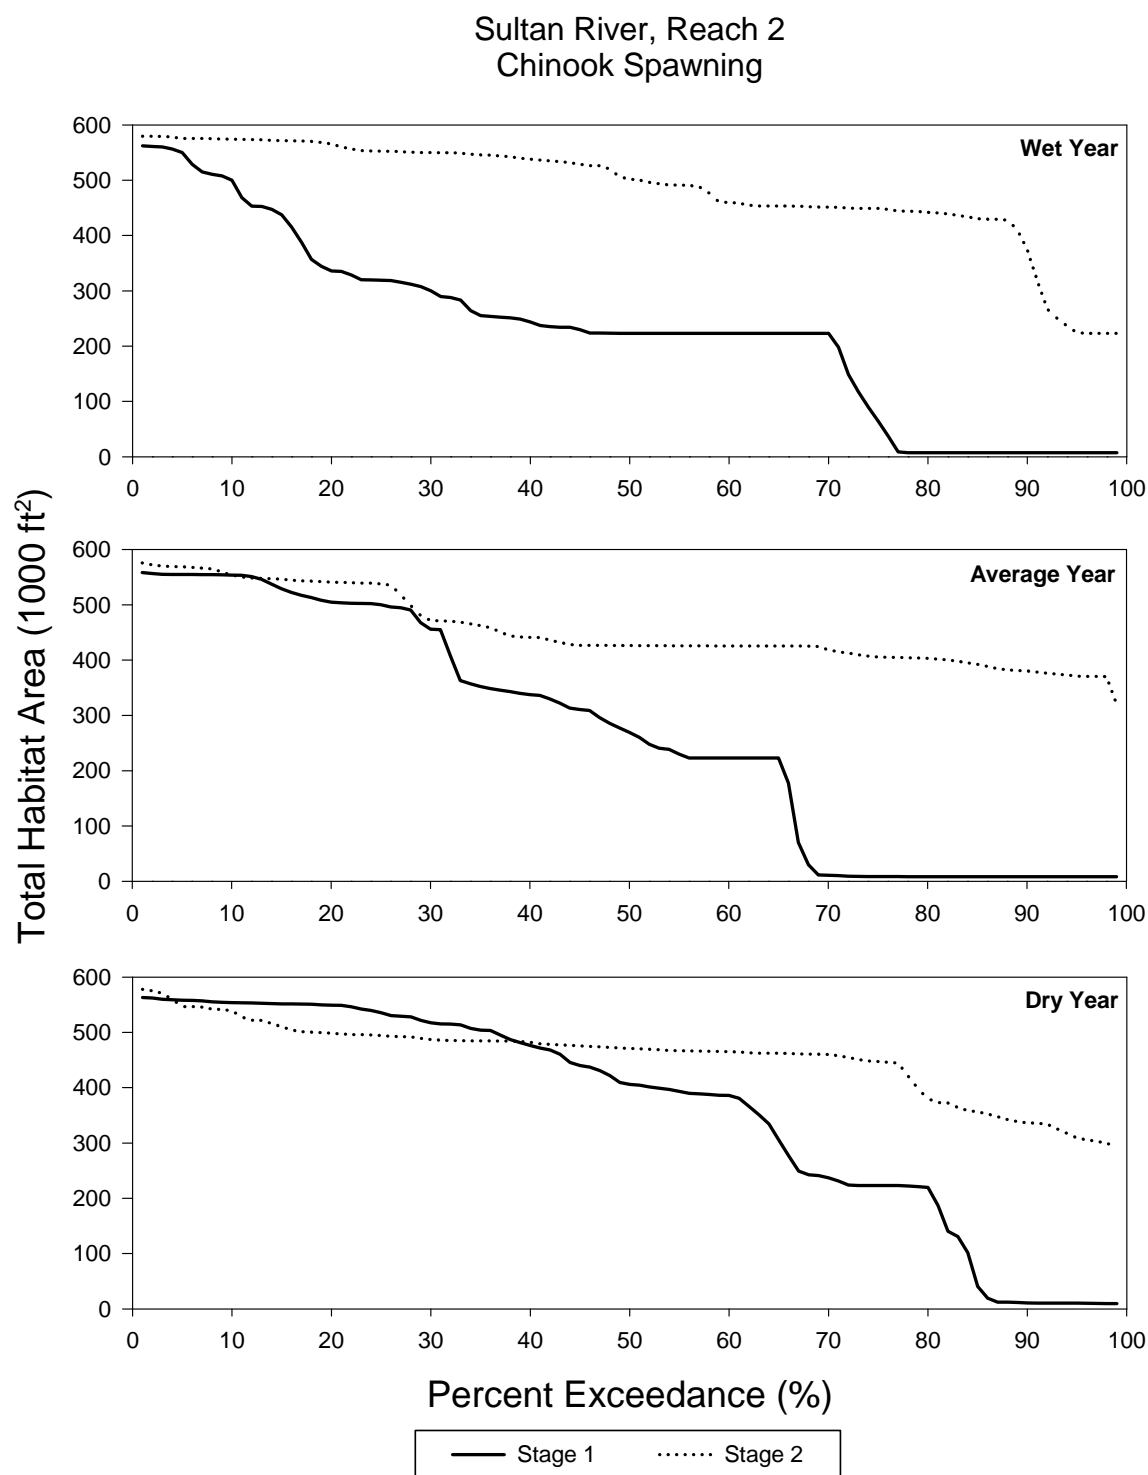 Sultan River, Reach 2
Chinook Spawning
Total Habitat Area (1000 ft²)
600
500
400
300
200
100
0
Wet Year
0 10 20 30 40 50 60 70 80 90 100
600
500
400
300
200
100
0
Average Year
0 10 20 30 40 50 60 70 80 90 100
600
500
400
300
200
100
0
Dry Year
0 10 20 30 40 50 60 70 80 90 100
Percent Exceedance (%)
Stage 1 Stage 2